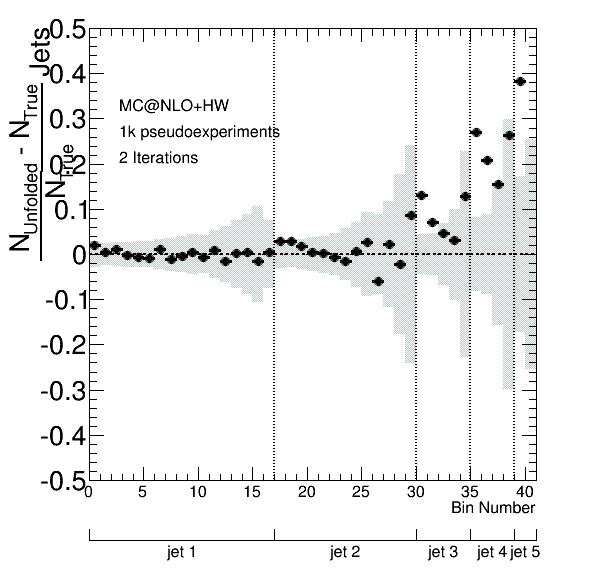 N_Unfolded - N_True
N_True
Jets
0.5
0.4
0.3
0.2
0.1
0
-0.1
-0.2
-0.3
-0.4
-0.5
MC@NLO+HW
1k pseudoexperiments
2 Iterations
0 5 10 15 20 25 30 35 40
Bin Number
jet 1 jet 2 jet 3 jet 4 jet 5